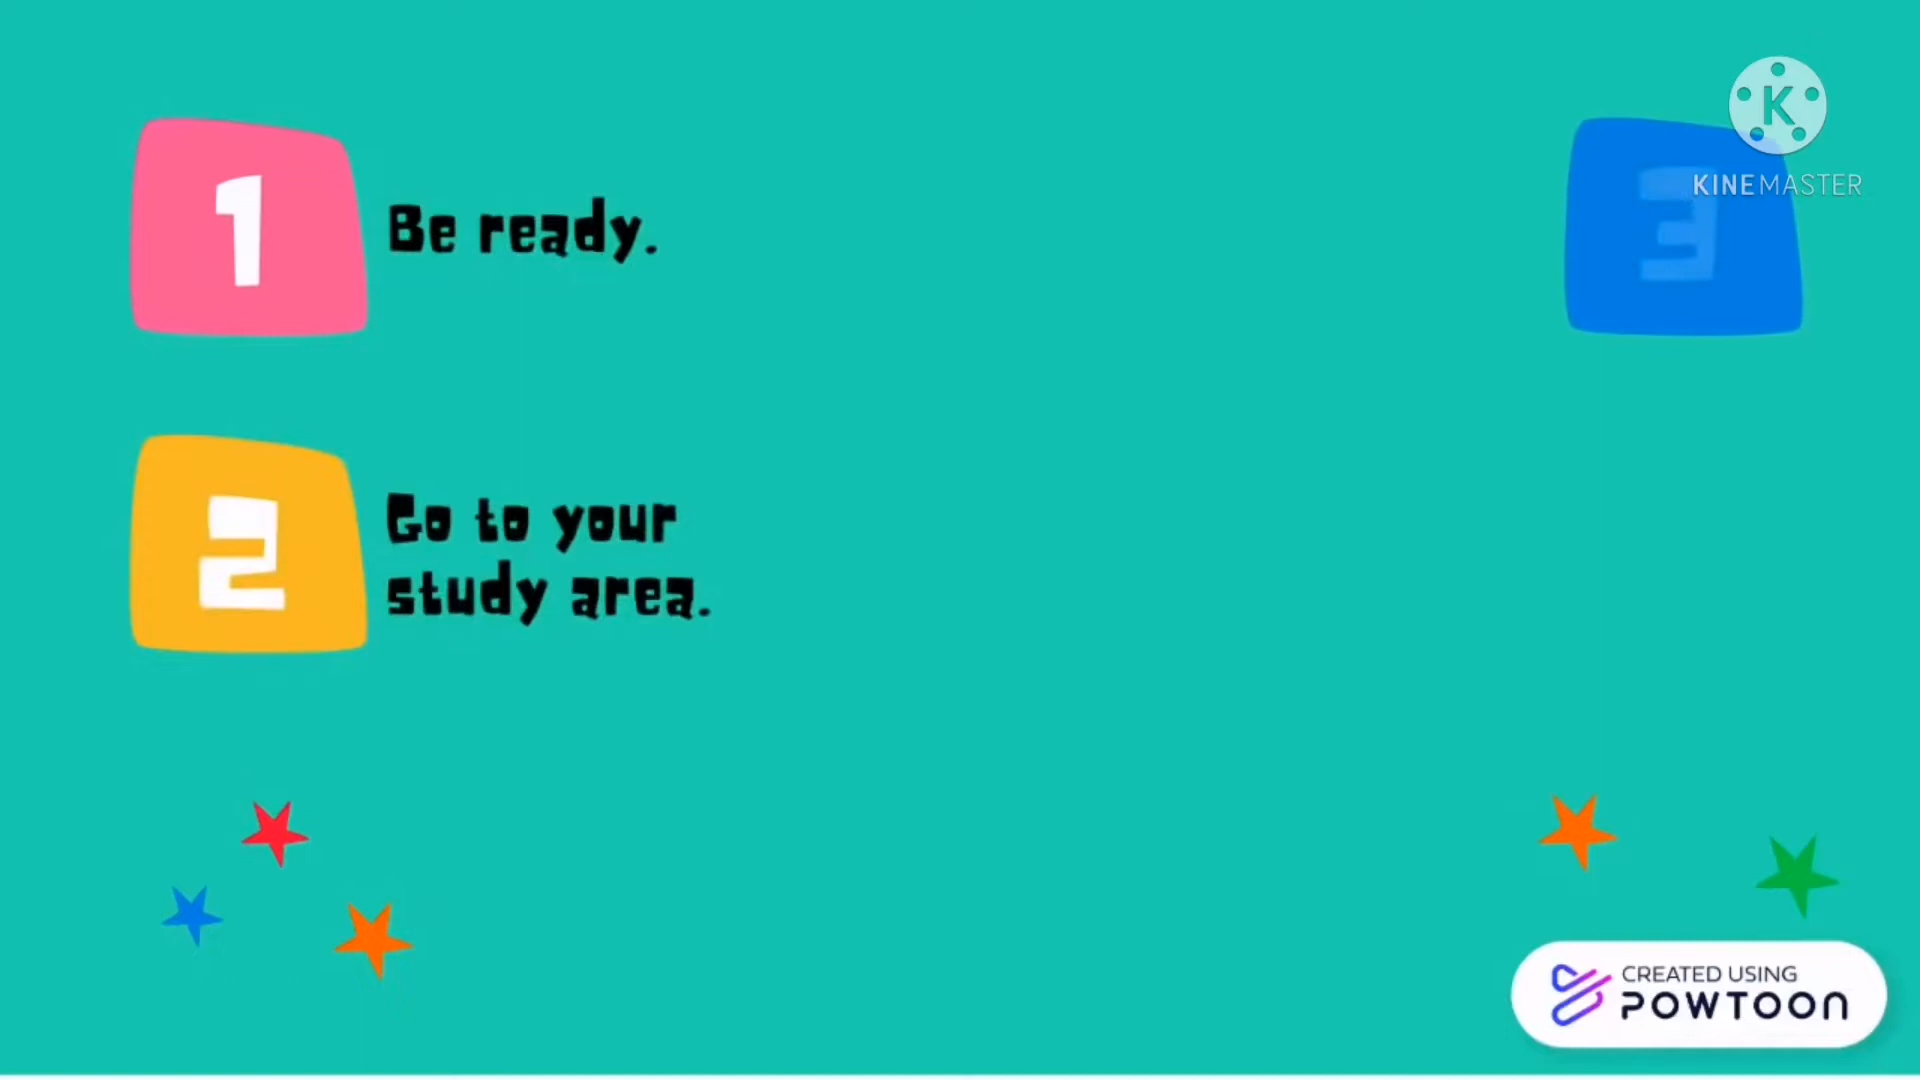 1
Be ready.
3
KINEMASTER
2
Go to your
study area.
CREATED USING
POWTOON